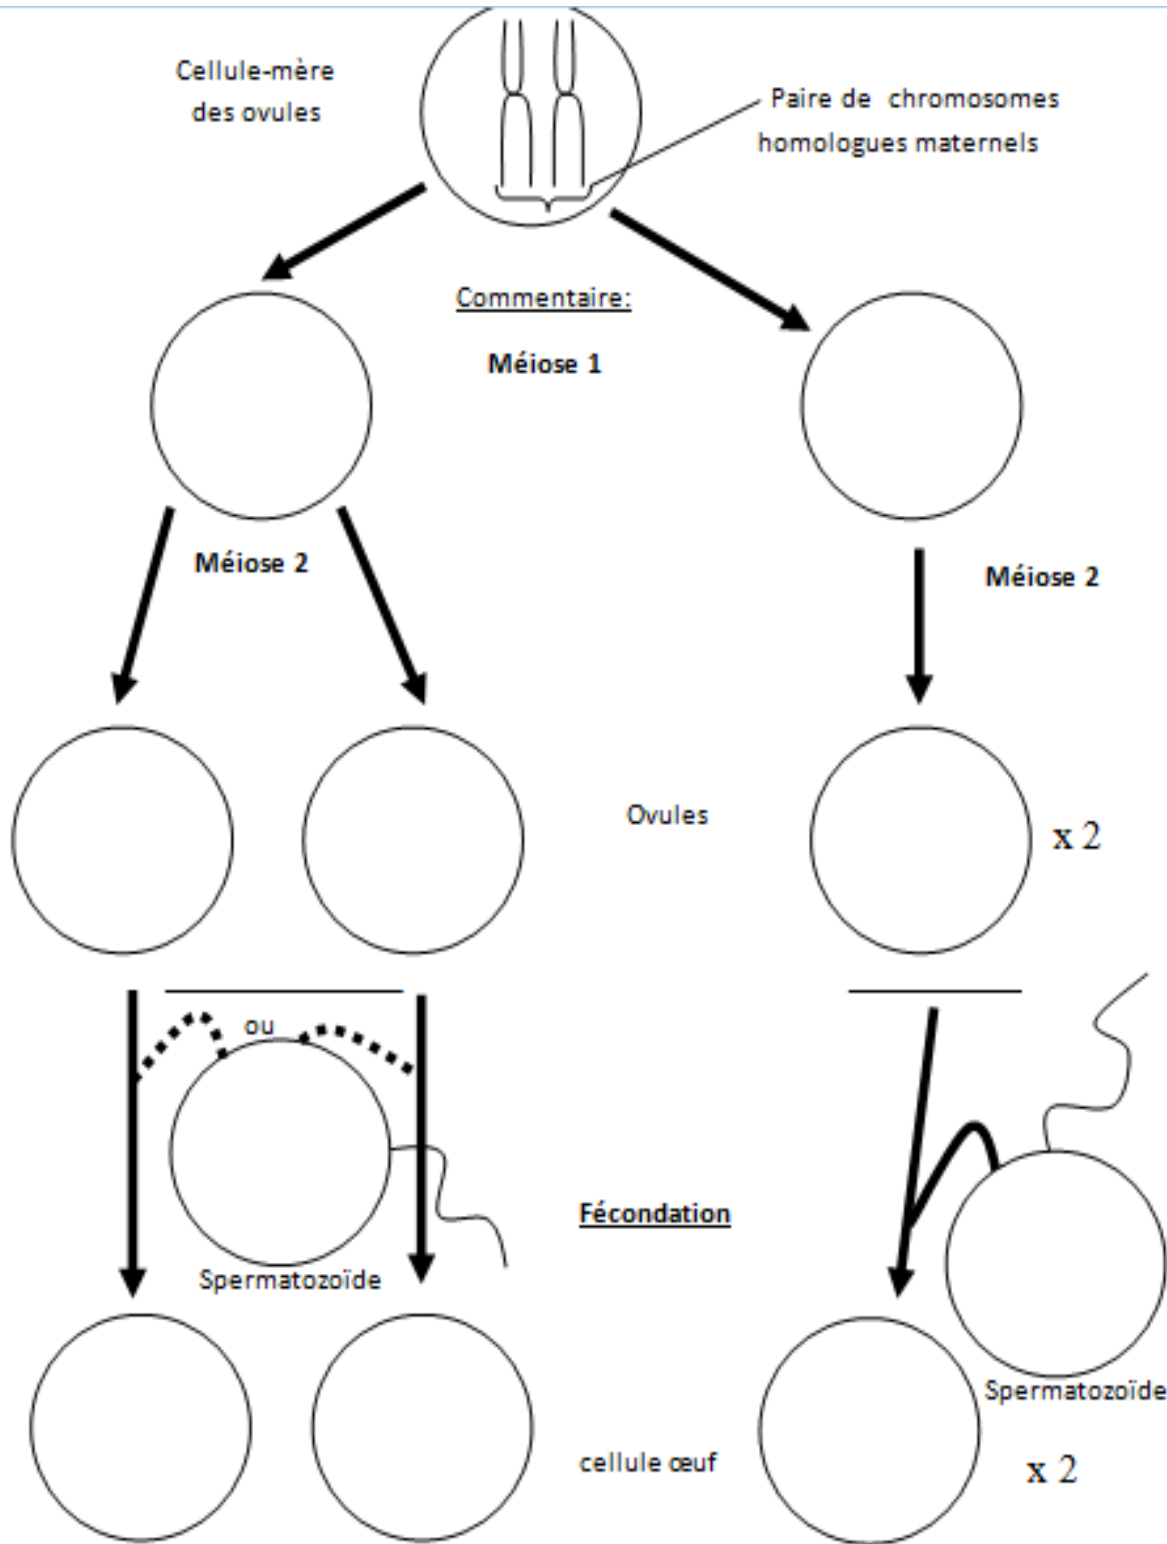 Cellule-mère
des ovules
Paire de chromosomes
homologues maternels
Commentaire:
Méiose 1
Méiose 2
Méiose 2
Ovules
x 2
ou
Fécondation
Spermatozoïde
Spermatozoïde
cellule œuf
x 2